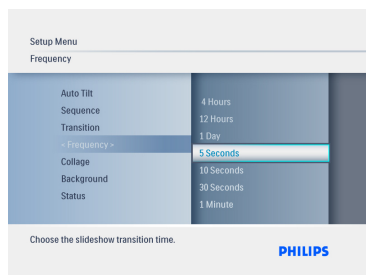 Setup Menu
Frequency
Auto Tilt
Sequence
Transition
< Frequency >
Collage
Background
Status
4 Hours
12 Hours
1 Day
5 Seconds
10 Seconds
30 Seconds
1 Minute
Choose the slideshow transition time.
PHILIPS